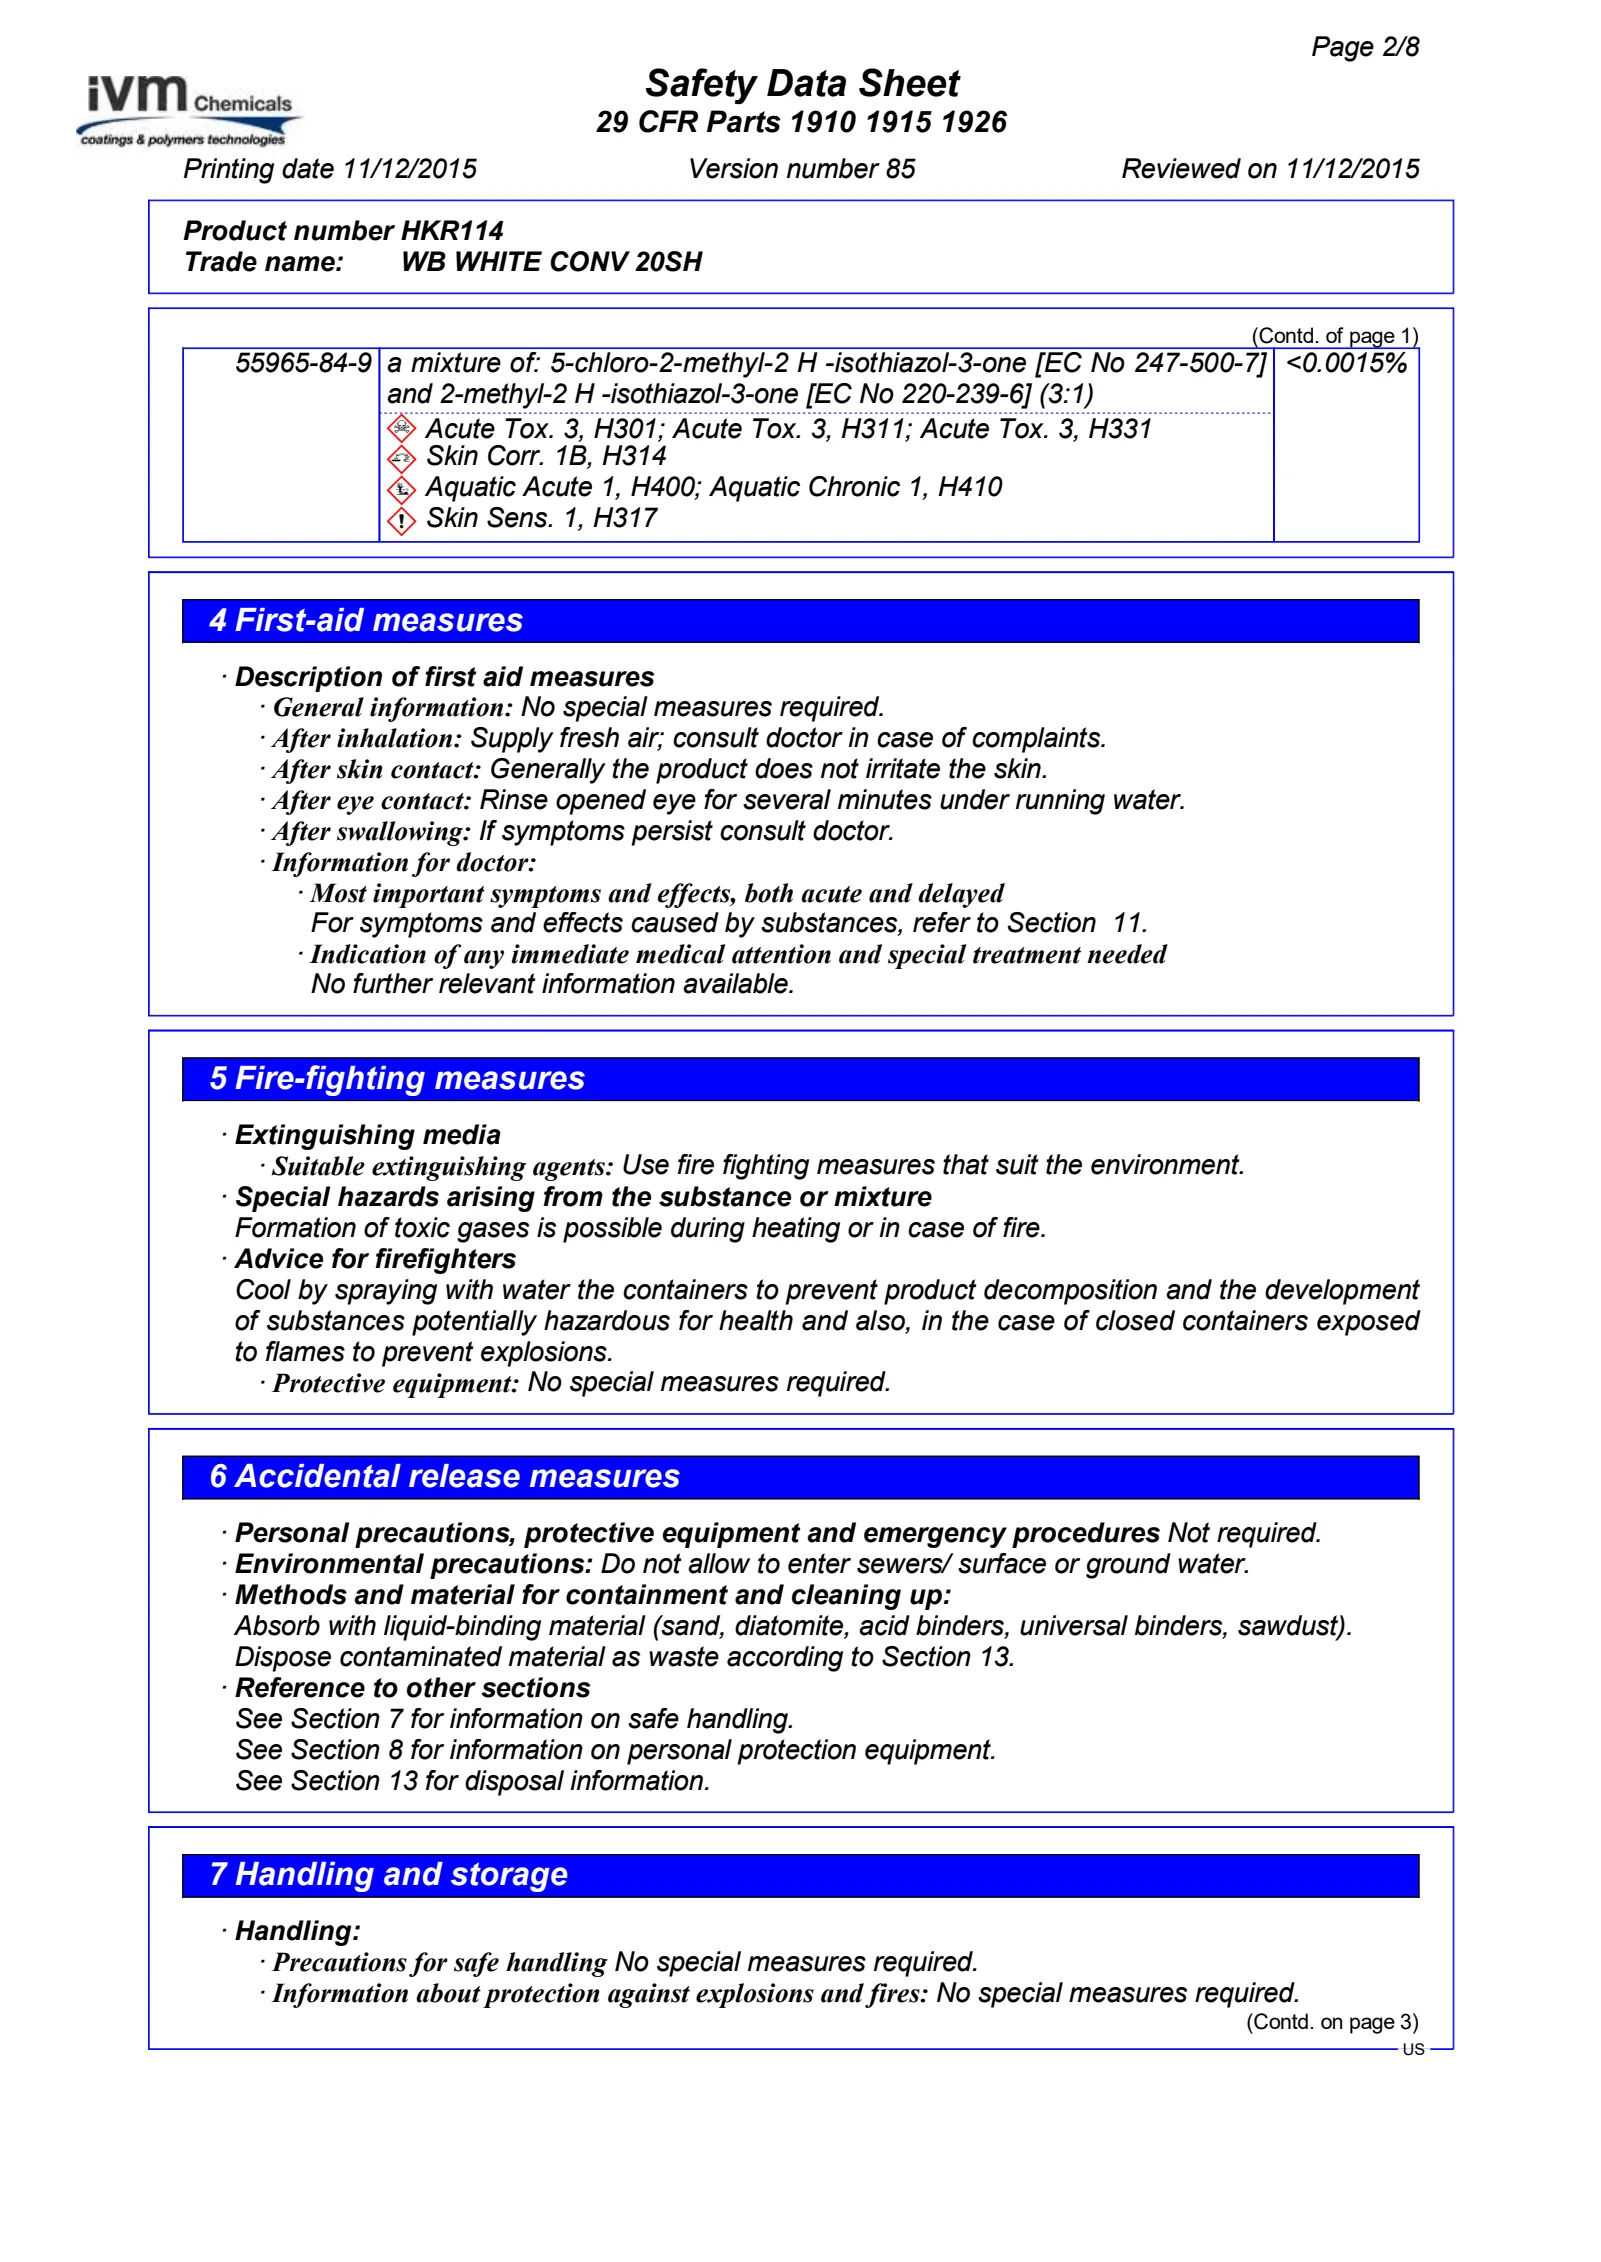 Page 2/8
ivm Chemicals
coatings & polymers technologies
Safety Data Sheet
29 CFR Parts 1910 1915 1926
Printing date 11/12/2015 Version number 85 Reviewed on 11/12/2015
Product number HKR114
Trade name: WB WHITE CONV 20SH
(Contd. of page 1)
55965-84-9 a mixture of: 5-chloro-2-methyl-2 H -isothiazol-3-one [EC No 247-500-7] <0.0015%
and 2-methyl-2 H -isothiazol-3-one [EC No 220-239-6] (3:1)
Acute Tox. 3, H301; Acute Tox. 3, H311; Acute Tox. 3, H331
Skin Corr. 1B, H314
Aquatic Acute 1, H400; Aquatic Chronic 1, H410
Skin Sens. 1, H317
4 First-aid measures
· Description of first aid measures
· General information: No special measures required.
· After inhalation: Supply fresh air; consult doctor in case of complaints.
· After skin contact: Generally the product does not irritate the skin.
· After eye contact: Rinse opened eye for several minutes under running water.
· After swallowing: If symptoms persist consult doctor.
· Information for doctor:
· Most important symptoms and effects, both acute and delayed
For symptoms and effects caused by substances, refer to Section 11.
· Indication of any immediate medical attention and special treatment needed
No further relevant information available.
5 Fire-fighting measures
· Extinguishing media
· Suitable extinguishing agents: Use fire fighting measures that suit the environment.
· Special hazards arising from the substance or mixture
Formation of toxic gases is possible during heating or in case of fire.
· Advice for firefighters
Cool by spraying with water the containers to prevent product decomposition and the development
of substances potentially hazardous for health and also, in the case of closed containers exposed
to flames to prevent explosions.
· Protective equipment: No special measures required.
6 Accidental release measures
· Personal precautions, protective equipment and emergency procedures Not required.
· Environmental precautions: Do not allow to enter sewers/ surface or ground water.
· Methods and material for containment and cleaning up:
Absorb with liquid-binding material (sand, diatomite, acid binders, universal binders, sawdust).
Dispose contaminated material as waste according to Section 13.
· Reference to other sections
See Section 7 for information on safe handling.
See Section 8 for information on personal protection equipment.
See Section 13 for disposal information.
7 Handling and storage
· Handling:
· Precautions for safe handling No special measures required.
· Information about protection against explosions and fires: No special measures required.
(Contd. on page 3)
US